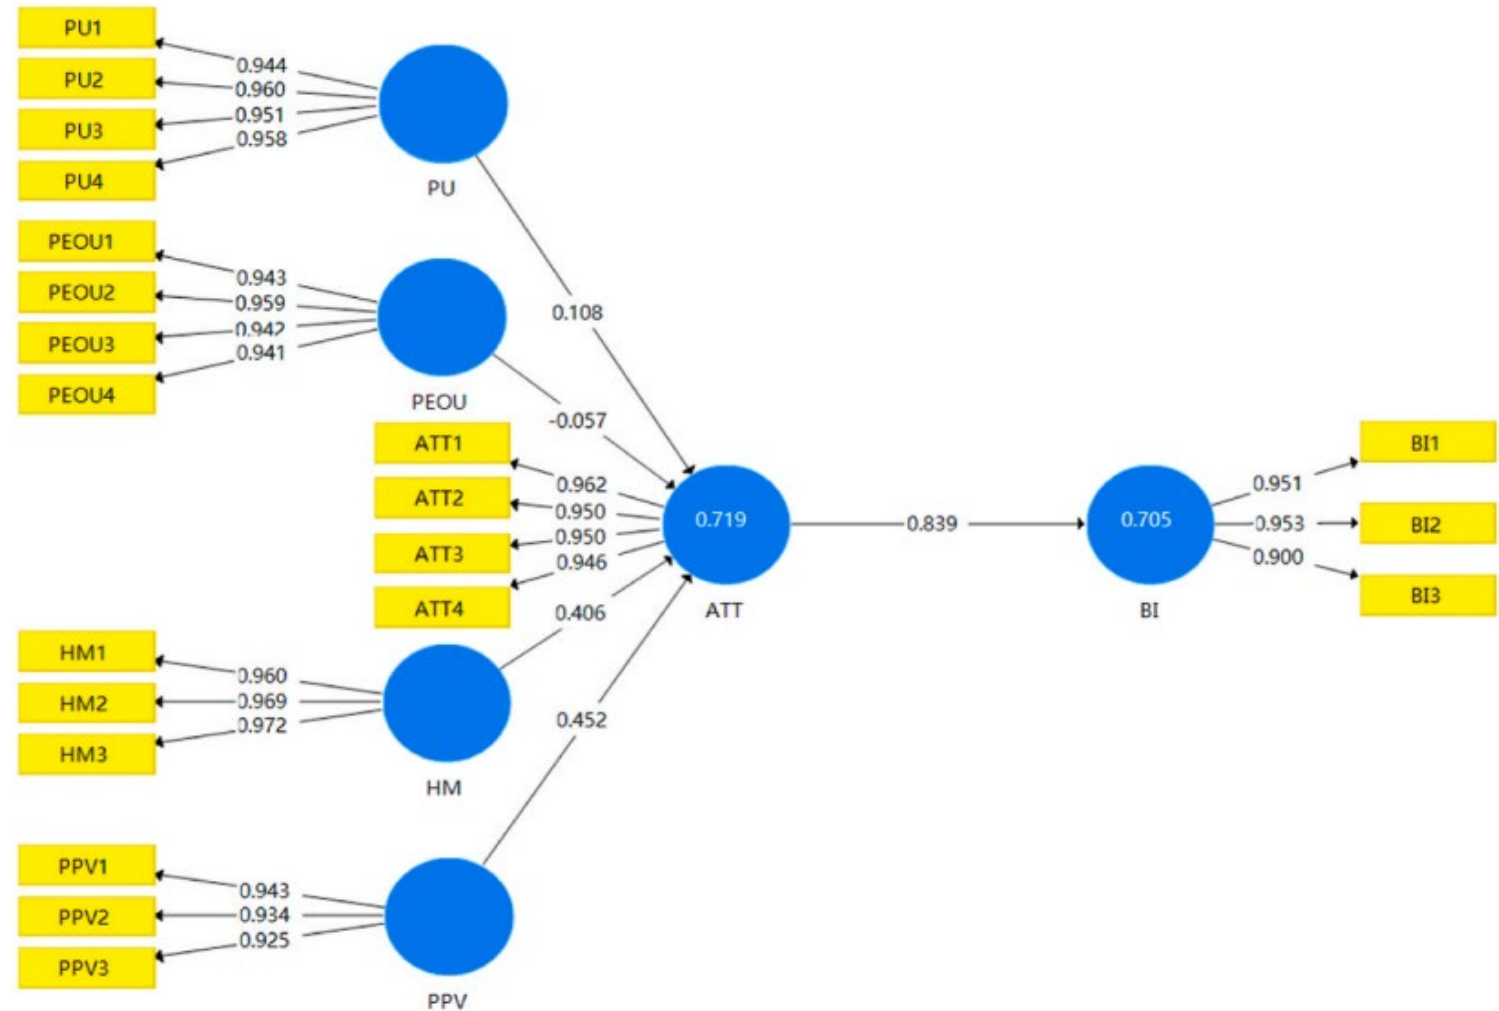 PU1
PU2
PU3
PU4
0.944
0.960
0.951
0.958
PU
PEOU1
PEOU2
PEOU3
PEOU4
0.943
0.959
0.942
0.941
PEOU
0.108
-0.057
ATT1
ATT2
ATT3
ATT4
0.962
0.950
0.950
0.946
0.719
ATT
0.839
0.705
BI
0.951
0.953
0.900
BI1
BI2
BI3
0.406
HM1
HM2
HM3
0.960
0.969
0.972
HM
0.452
PPV1
PPV2
PPV3
0.943
0.934
0.925
PPV